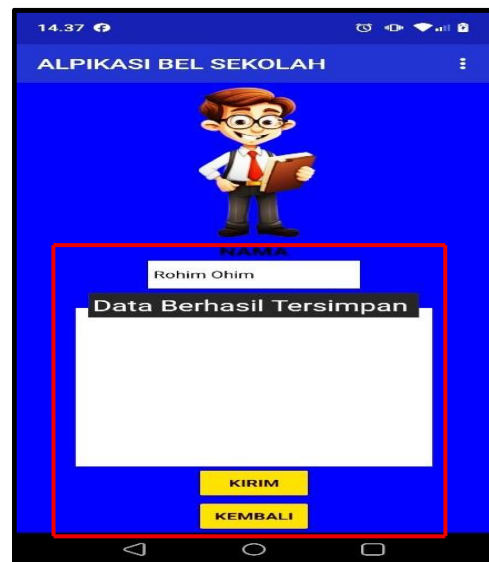 14.37
ALPIKASI BEL SEKOLAH
NAMA
Rohim Ohim
Data Berhasil Tersimpan
KIRIM
KEMBALI